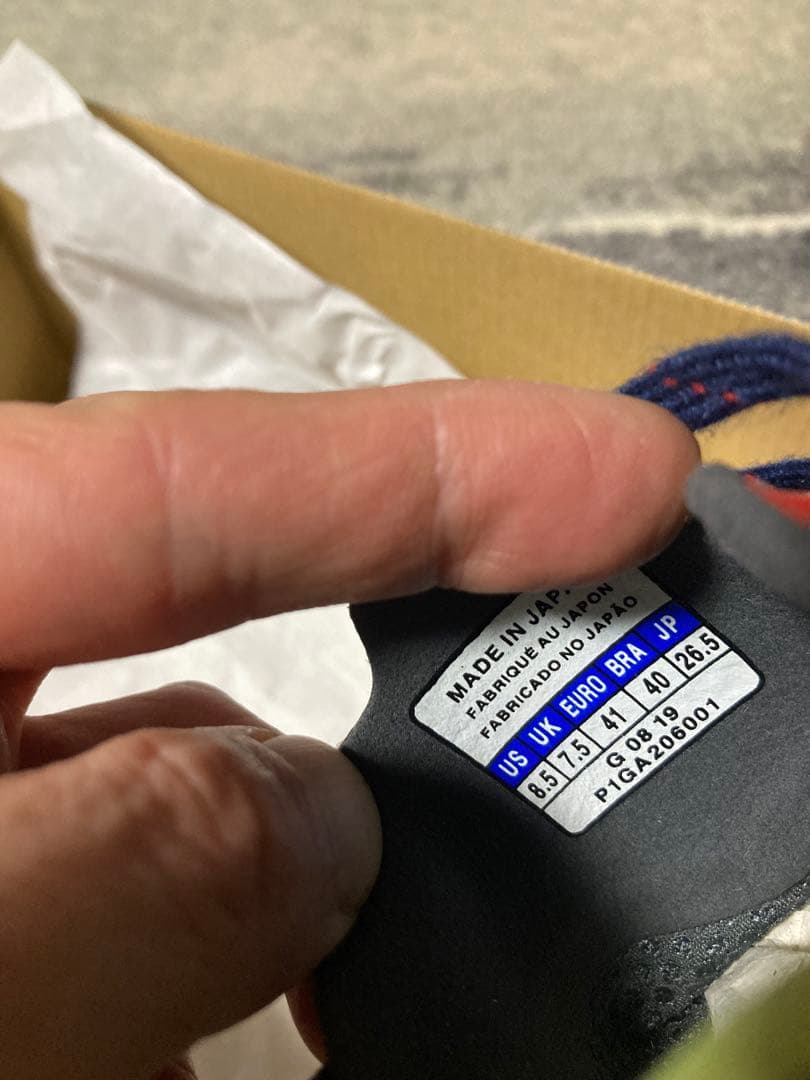 MADE IN
FABRIQUÉ AU JAPON
FABRICADO NO JAPÃO
US UK EURO BRA JP
8.5 7.5 41 40 26.5
G 08 19
P1GA206001